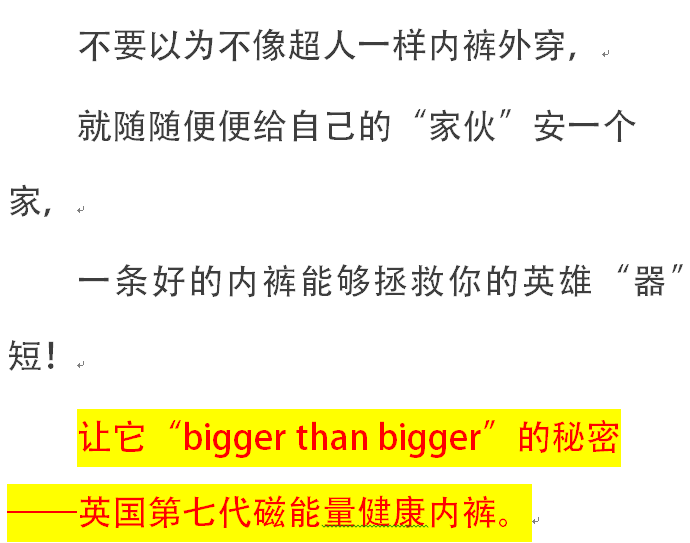 不要以为不像超人一样内裤外穿，
就随随便便给自己的“家伙”安一个
家，
一条好的内裤能够拯救你的英雄“器”
短！
让它“bigger than bigger”的秘密
——英国第七代磁能量健康内裤。